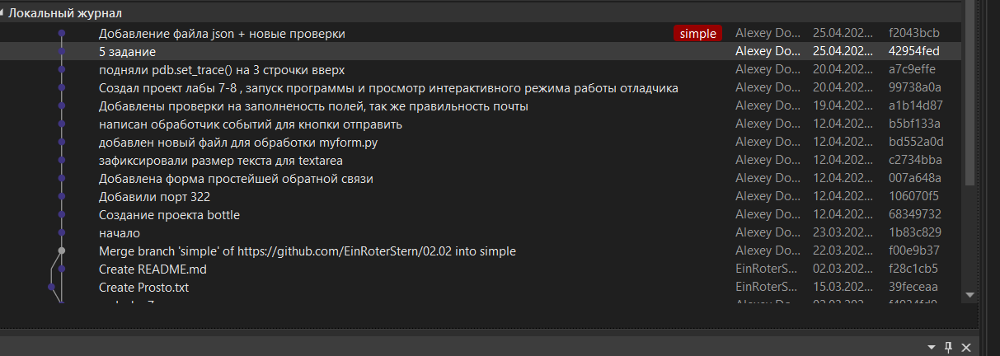 Локальный журнал
Добавление файла json + новые проверки simple Alexey Do... 25.04.202... f2043bcb
5 задание Alexey Do... 25.04.202... 42954fed
подняли pdb.set_trace() на 3 строчки вверх Alexey Do... 20.04.202... a7c9effe
Создал проект лабы 7-8 , запуск программы и просмотр интерактивного режима работы отладчика Alexey Do... 20.04.202... 99738a0a
Добавлены проверки на заполненость полей, так же правильность почты Alexey Do... 19.04.202... a1b14d87
написан обработчик событий для кнопки отправить Alexey Do... 12.04.202... b5bf133a
добавлен новый файл для обработки myform.py Alexey Do... 12.04.202... bd552a0d
зафиксировали размер текста для textarea Alexey Do... 12.04.202... c2734bba
Добавлена форма простейшей обратной связи Alexey Do... 12.04.202... 007a648a
Добавили порт 322 Alexey Do... 12.04.202... 106070f5
Создание проекта bottle Alexey Do... 12.04.202... 68349732
начало Alexey Do... 23.03.202... 1b83c829
Merge branch 'simple' of https://github.com/EinRoterStern/02.02 into simple Alexey Do... 22.03.202... f00e9b37
Create README.md EinRoterS... 02.03.202... f28c1cb5
Create Prosto.txt EinRoterS... 15.03.202... 39feceaa
Alexey Do...